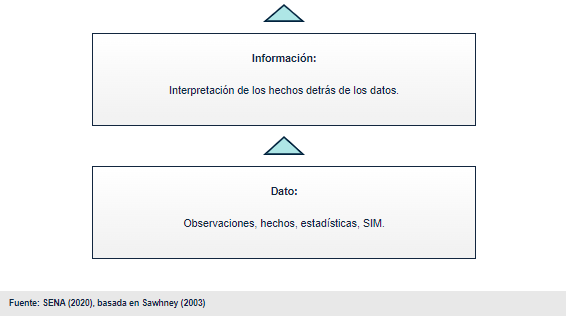 Información:
Interpretación de los hechos detrás de los datos.
Dato:
Observaciones, hechos, estadísticas, SIM.
Fuente: SENA (2020), basada en Sawhney (2003)